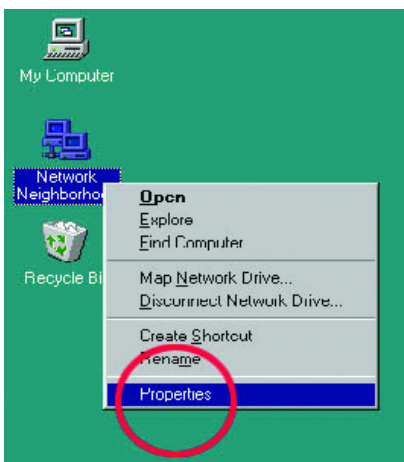 My Computer
Network
Neighborho
Recycle Bi
Open
Explore
Find Computer
Map Network Drive...
Disconnect Network Drive...
Create Shortcut
Rename
Properties